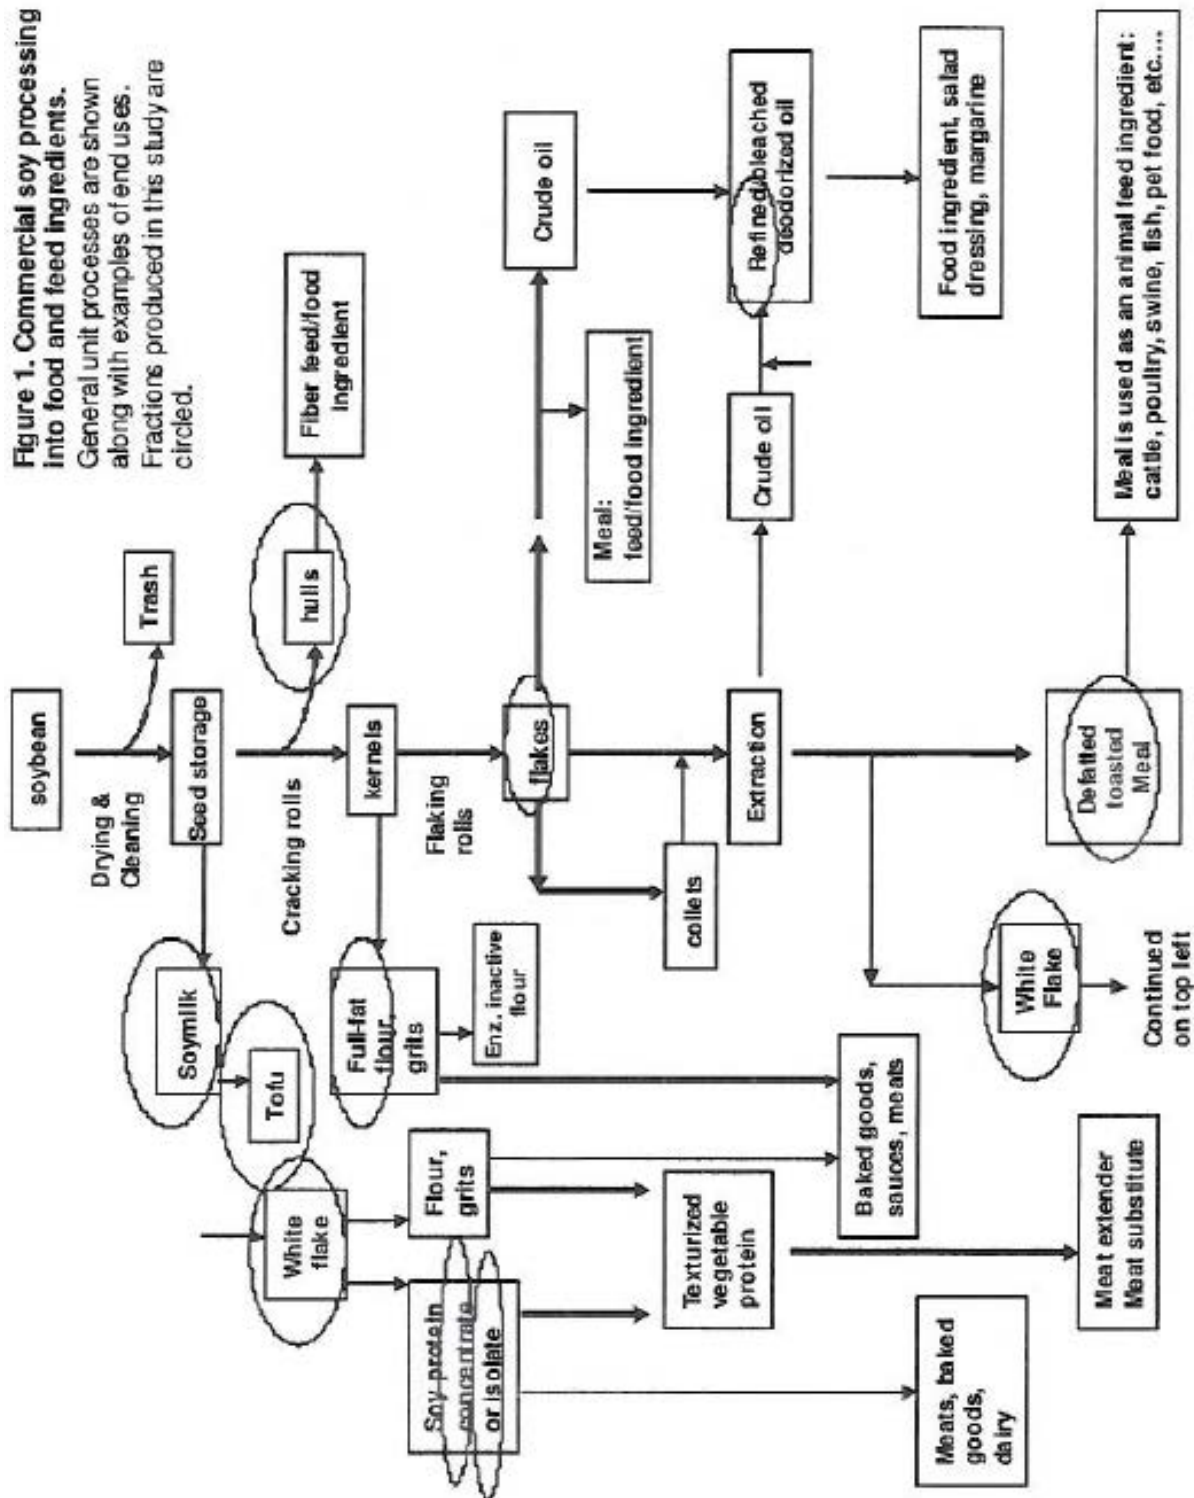 Figure 1. Commercial soy processing
into food and feed ingredients.
General unit processes are shown
along with examples of end uses.
Fractions produced in this study are
circled.
soybean
Drying &
Cleaning
Trash
Seed storage
Soymilk
Tofu
Cracking rolls
hulls
Fiber feed/food
ingredient
kernels
Full-fat
flour,
grits
Enz. inactive
flour
Flaking
rolls
flakes
collets
Meal:
feed/food ingredient
Crude oil
Extraction
Crude oil
Refined/bleached
deodorized oil
Food ingredient, salad
dressing, margarine
Defatted
toasted
Meal
Meal is used as an animal feed ingredient:
cattle, poultry, swine, fish, pet food, etc....
White
Flake
Continued
on top left
White
flake
Flour,
grits
Soy protein
concentrate
or isolate
Texturized
vegetable
protein
Baked goods,
sauces, meats
Meats, baked
goods,
dairy
Meat extender
Meat substitute